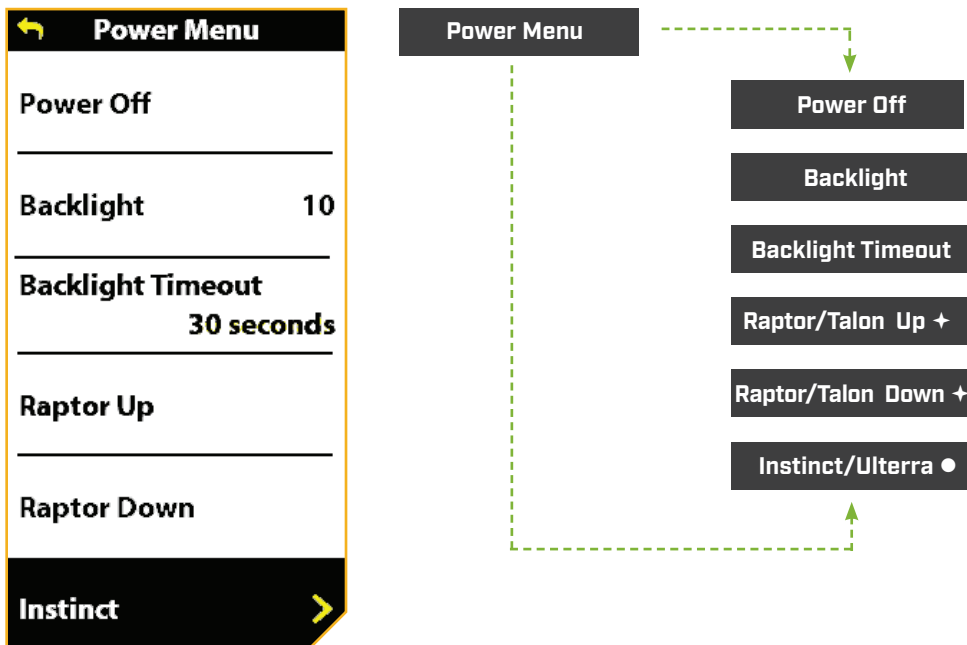 Power Menu
Power Off
Backlight 10
Backlight Timeout
30 seconds
Raptor Up
Raptor Down
Instinct
Power Menu
Power Off
Backlight
Backlight Timeout
Raptor/Talon Up
Raptor/Talon Down
Instinct/Ulterra